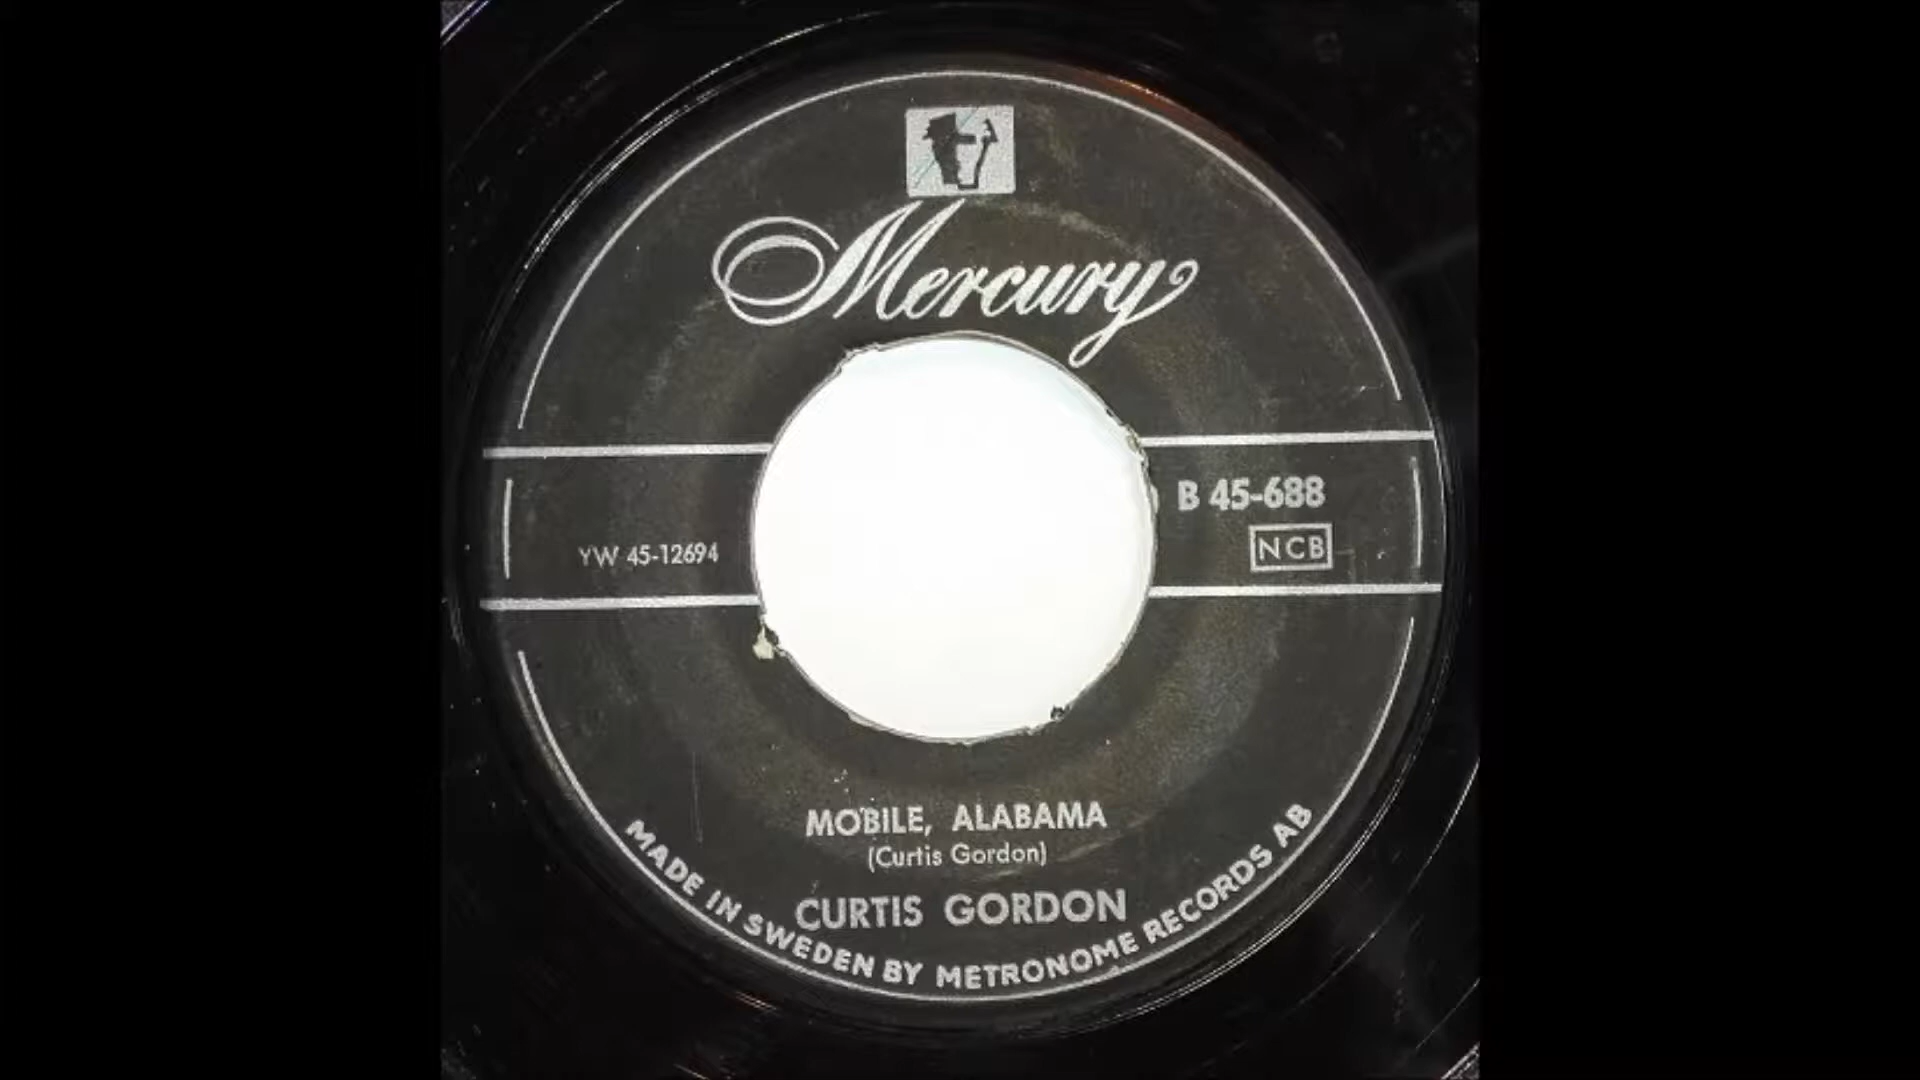 Mercury
B 45-688
NCB
YW 45-12694
MOBILE, ALABAMA
(Curtis Gordon)
CURTIS GORDON
MADE IN SWEDEN BY METRONOME RECORDS AB